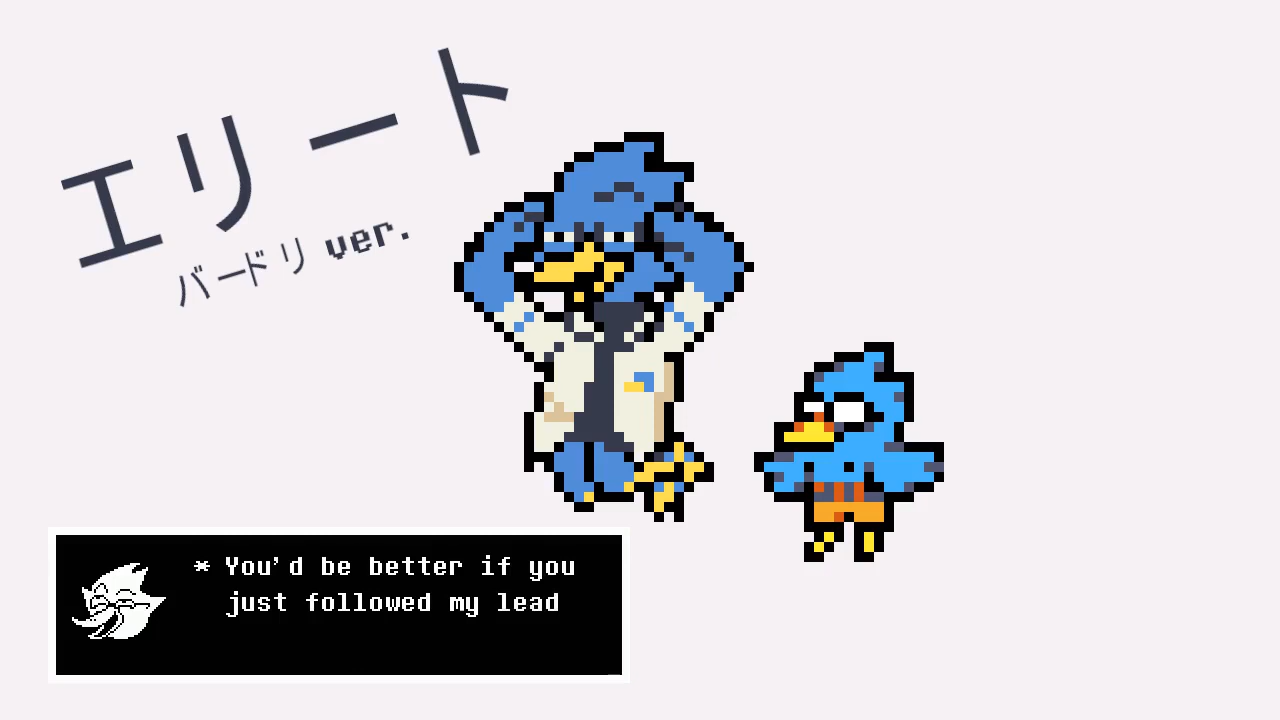 エリート
バードリ ver.
* You'd be better if you
just followed my lead